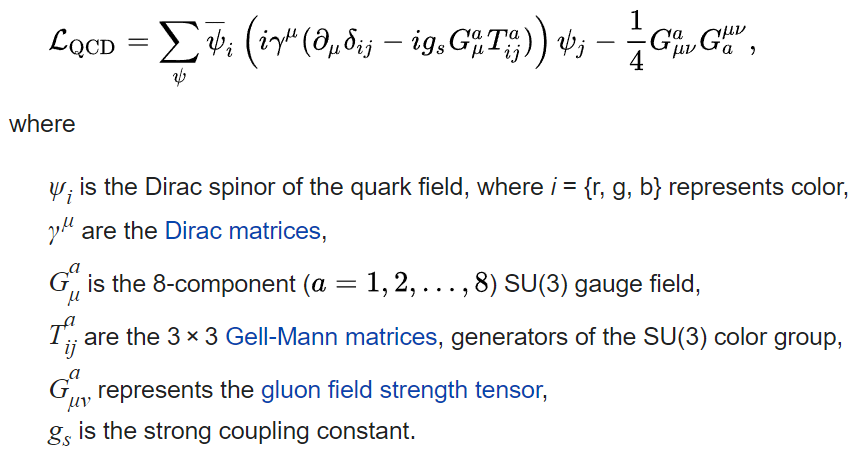 $\mathcal{L}_{\text{QCD}} = \sum_{\psi} \overline{\psi}_i \left( i\gamma^\mu (\partial_\mu \delta_{ij} - i g_s G^a_\mu T^a_{ij}) \right) \psi_j - \frac{1}{4} G^a_{\mu\nu} G^{\mu\nu}_a ,$
where
$\psi_i$ is the Dirac spinor of the quark field, where $i$ = {r, g, b} represents color,
$\gamma^\mu$ are the Dirac matrices,
$G^a_\mu$ is the 8-component ($a = 1, 2, \ldots, 8$) SU(3) gauge field,
$T^a_{ij}$ are the 3 × 3 Gell-Mann matrices, generators of the SU(3) color group,
$G^a_{\mu\nu}$ represents the gluon field strength tensor,
$g_s$ is the strong coupling constant.